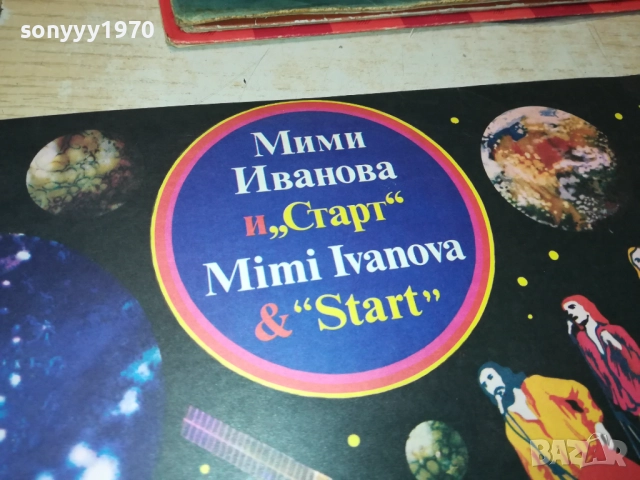 sonyyy1970
Мими
Иванова
и „Старт“
Mimi Ivanova
& “Start”
BAZAR